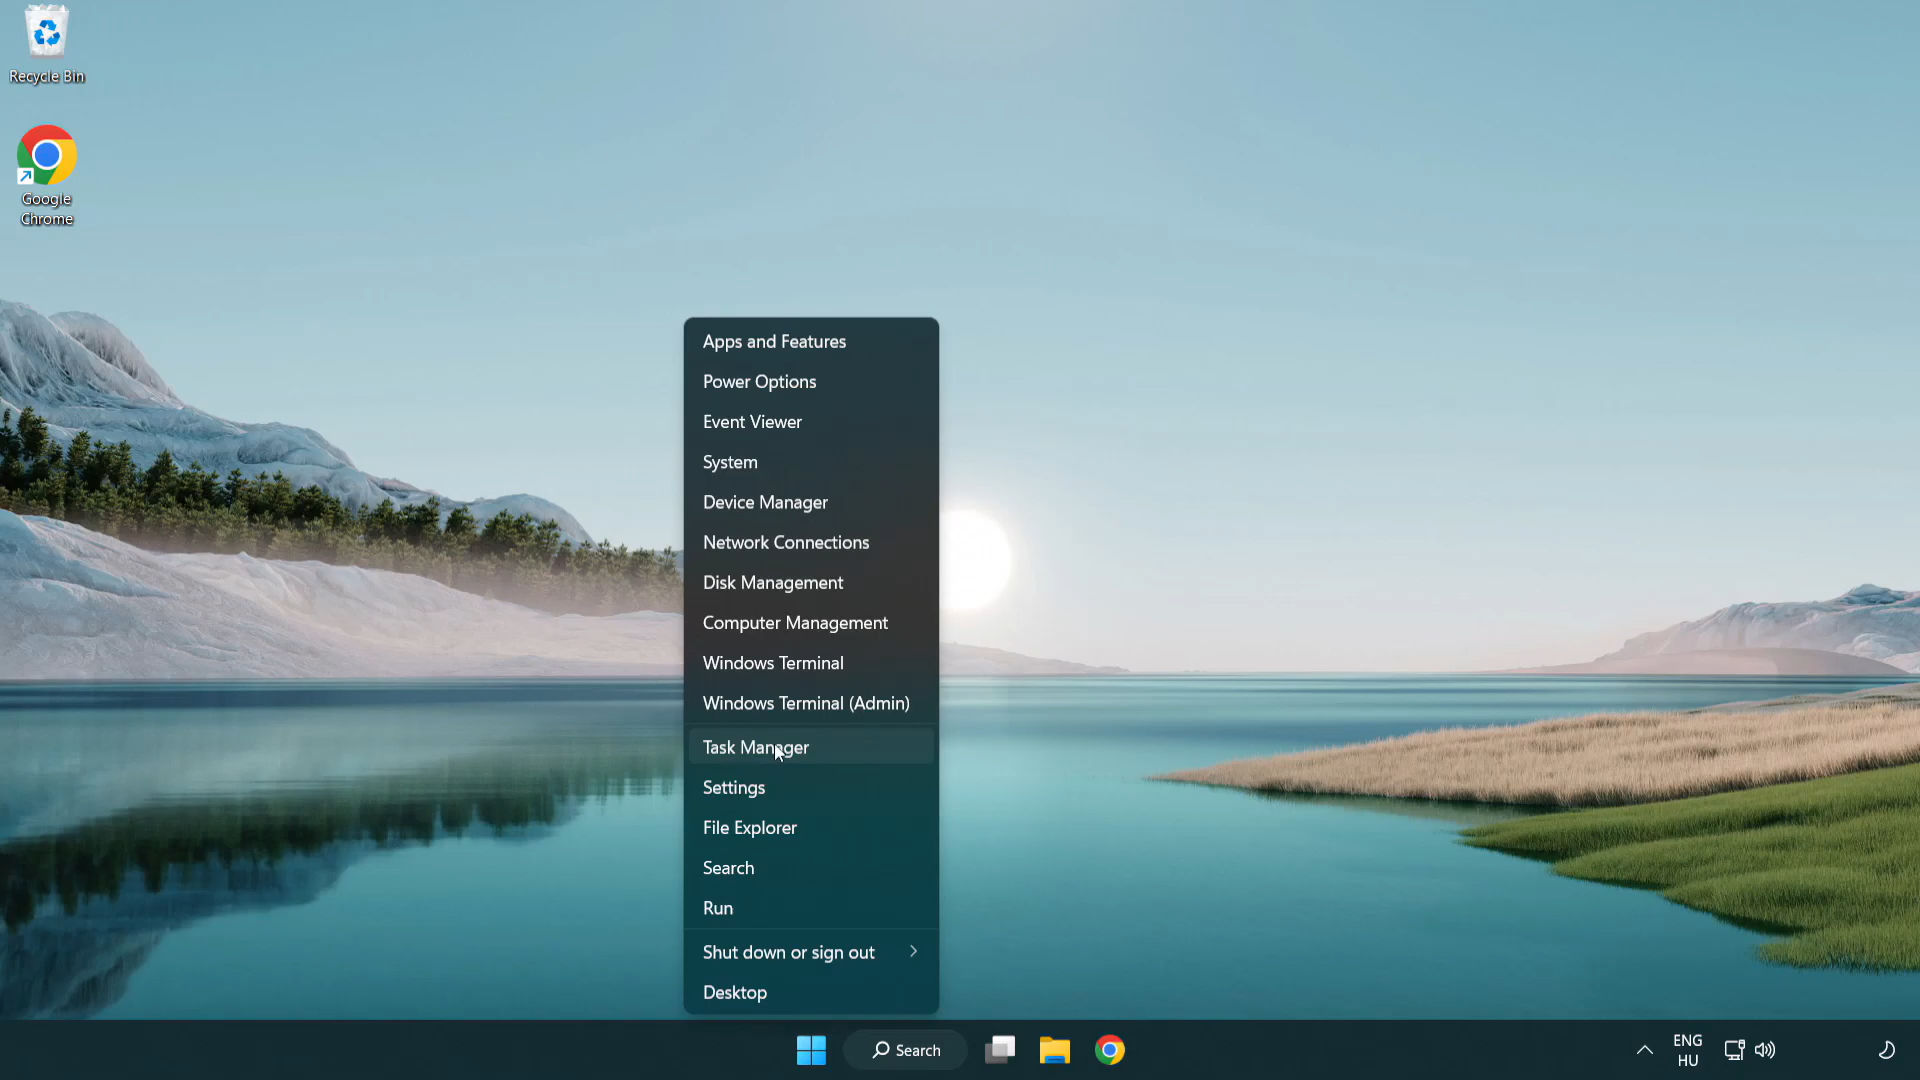 Recycle Bin
Google
Chrome
Apps and Features
Power Options
Event Viewer
System
Device Manager
Network Connections
Disk Management
Computer Management
Windows Terminal
Windows Terminal (Admin)
Task Manager
Settings
File Explorer
Search
Run
Shut down or sign out
Desktop
Search
ENG
HU